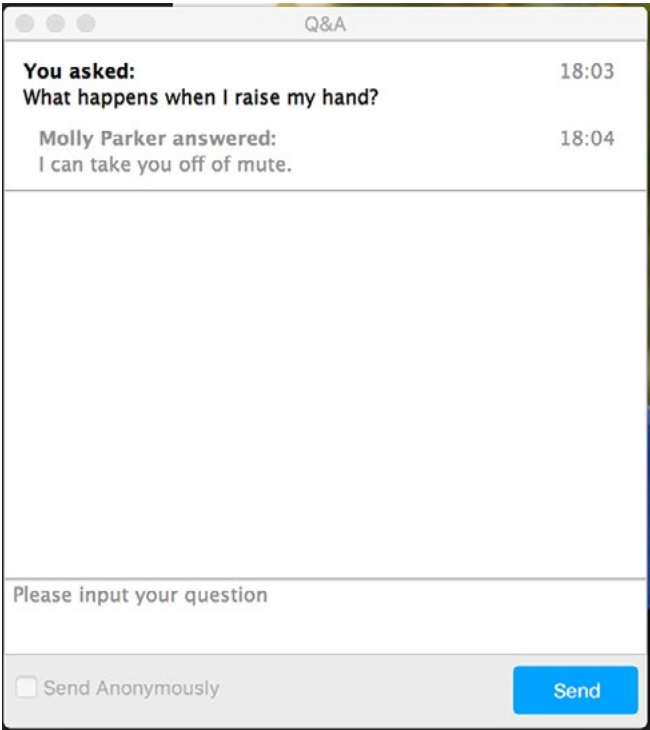 Q&A
You asked: 18:03
What happens when I raise my hand?
Molly Parker answered: 18:04
I can take you off of mute.
Please input your question
Send Anonymously
Send